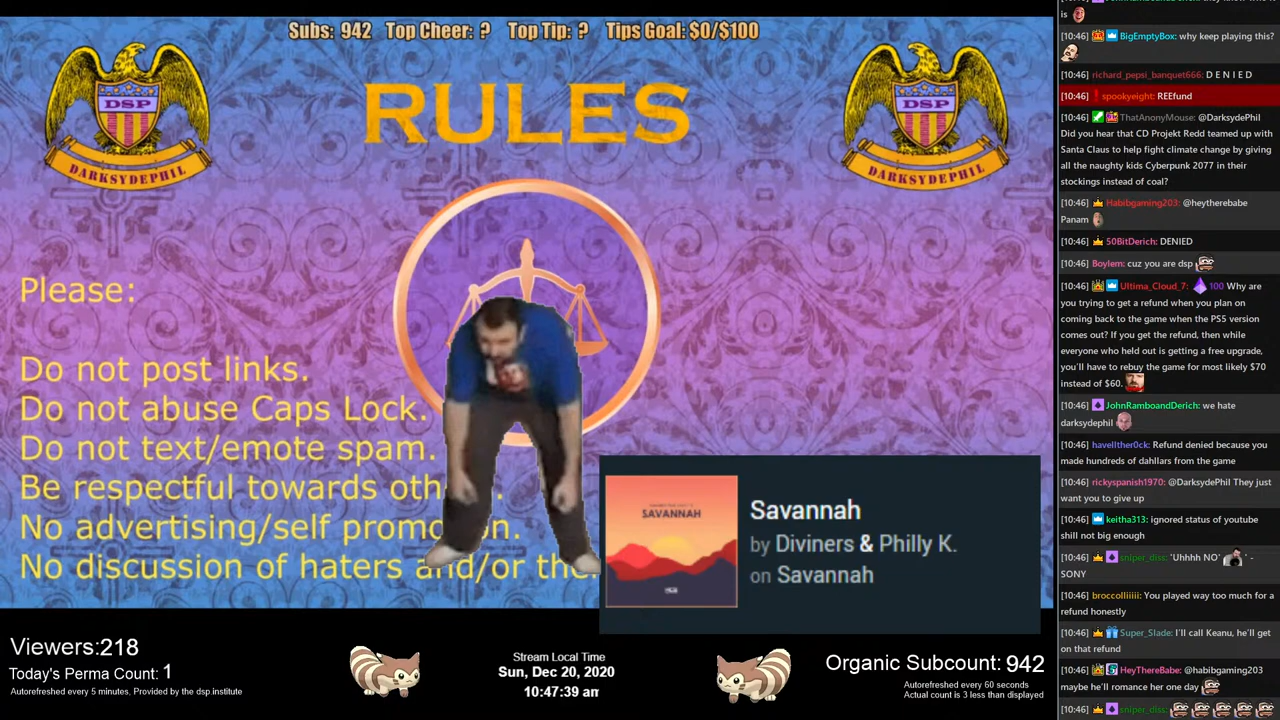 Subs: 942 Top Cheer: ? Top Tip: ? Tips Goal: $0/$100
DSP
DARKSYDEPHIL
RULES
DSP
DARKSYDEPHIL
Please:
Do not post links.
Do not abuse Caps Lock.
Do not text/emote spam.
Be respectful towards oth
No advertising/self promo n.
No discussion of haters and/or the
SAVANNAH
Savannah
by Diviners & Philly K.
on Savannah
Viewers:218
Today's Perma Count: 1
Autorefreshed every 5 minutes, Provided by the dsp.institute
Stream Local Time
Sun, Dec 20, 2020
10:47:39 am
Organic Subcount: 942
Autorefreshed every 60 seconds
Actual count is 3 less than displayed
is
[10:46] BigEmptyBox: why keep playing this?
[10:46] richard_pepsi_banquet666: D E N I E D
[10:46] spookyeight: REEfund
[10:46] ThatAnonyMouse: @DarksydePhil
Did you hear that CD Projekt Redd teamed up with
Santa Claus to help fight climate change by giving
all the naughty kids Cyberpunk 2077 in their
stockings instead of coal?
[10:46] Habibgaming203: @heytherebabe
Panam
[10:46] 50BitDerich: DENIED
[10:46] Boylem: cuz you are dsp
[10:46] Ultima_Cloud_7: 100 Why are
you trying to get a refund when you plan on
coming back to the game when the PS5 version
comes out? If you get the refund, then while
everyone who held out is getting a free upgrade,
you'll have to rebuy the game for most likely $70
instead of $60.
[10:46] JohnRamboandDerich: we hate
darksydephil
[10:46] havellther0ck: Refund denied because you
made hundreds of dahllars from the game
[10:46] rickyspanish1970: @DarksydePhil They just
want you to give up
[10:46] keitha313: ignored status of youtube
shill not big enough
[10:46] sniper_diss: 'Uhhhh NO' -
SONY
[10:46] broccolliiiii: You played way too much for a
refund honestly
[10:46] Super_Slade: I'll call Keanu, he'll get
on that refund
[10:46] HeyThereBabe: @habibgaming203
maybe he'll romance her one day
[10:46] sniper_diss: